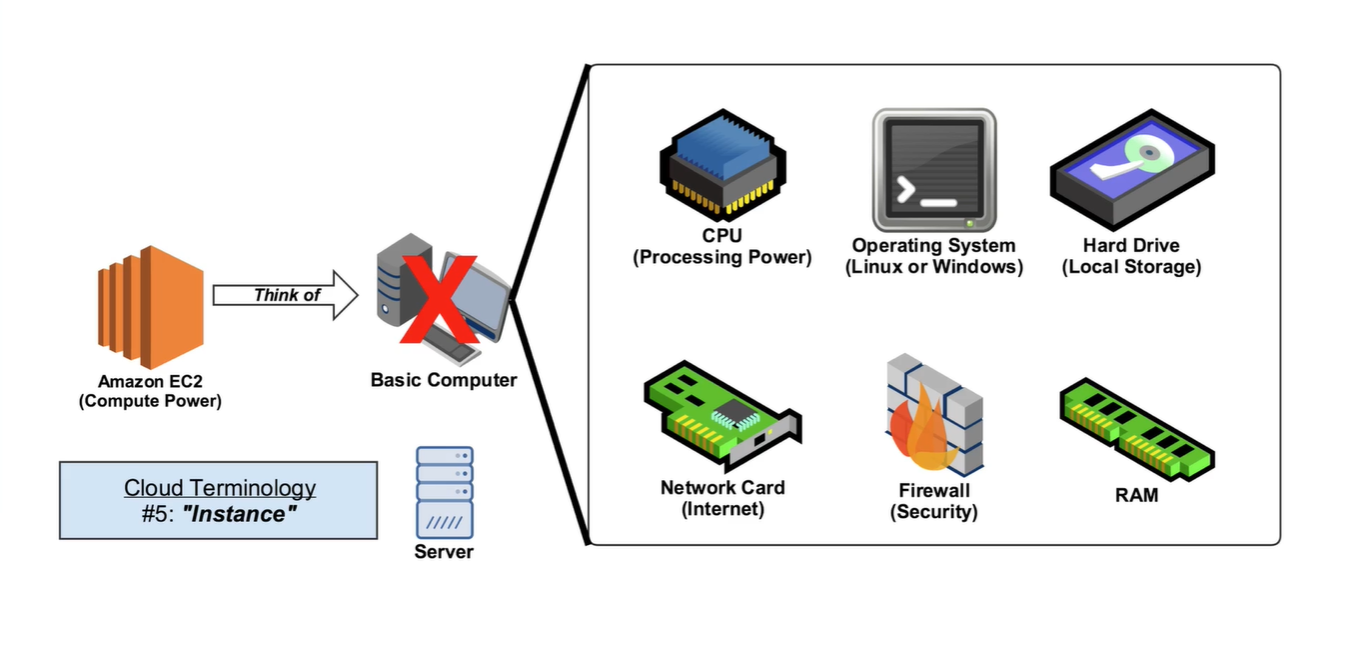 Amazon EC2
(Compute Power)
Think of
Basic Computer
Cloud Terminology
#5: "Instance"
Server
CPU
(Processing Power)
Operating System
(Linux or Windows)
Hard Drive
(Local Storage)
Network Card
(Internet)
Firewall
(Security)
RAM